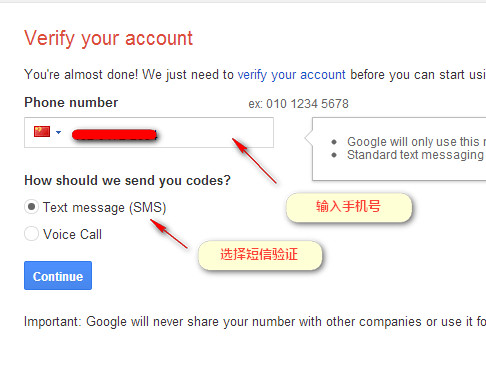 Verify your account
You're almost done! We just need to verify your account before you can start usi
Phone number
ex: 010 1234 5678
Google will only use this n
Standard text messaging
输入手机号
How should we send you codes?
Text message (SMS)
Voice Call
选择短信验证
Continue
Important: Google will never share your number with other companies or use it fo